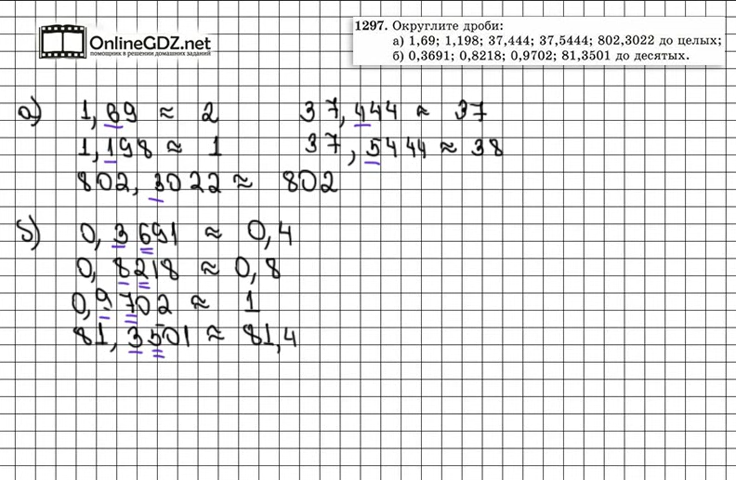 OnlineGDZ.net
помощник в решении домашних заданий
1297. Округлите дроби:
а) 1,69; 1,198; 37,444; 37,5444; 802,3022 до целых;
б) 0,3691; 0,8218; 0,9702; 81,3501 до десятых.
а) 1,69 ≈ 2 37,444 ≈ 37
1,198 ≈ 1 37,5444 ≈ 38
802,3022 ≈ 802
б) 0,3691 ≈ 0,4
0,8218 ≈ 0,8
0,9702 ≈ 1
81,3501 ≈ 81,4